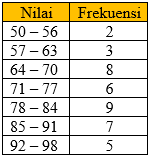 Nilai Frekuensi
50 – 56 2
57 – 63 3
64 – 70 8
71 – 77 6
78 – 84 9
85 – 91 7
92 – 98 5